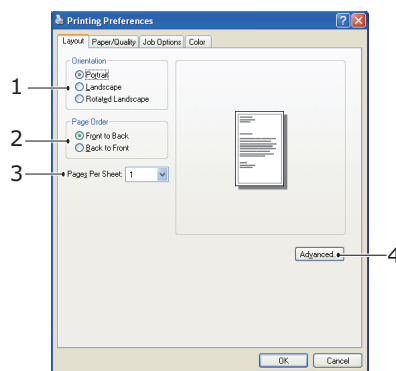 Printing Preferences
Layout Paper/Quality Job Options Color
Orientation
1
Portrait
Landscape
Rotated Landscape
Page Order
2
Front to Back
Back to Front
3
Pages Per Sheet: 1
Advanced...
4
OK Cancel